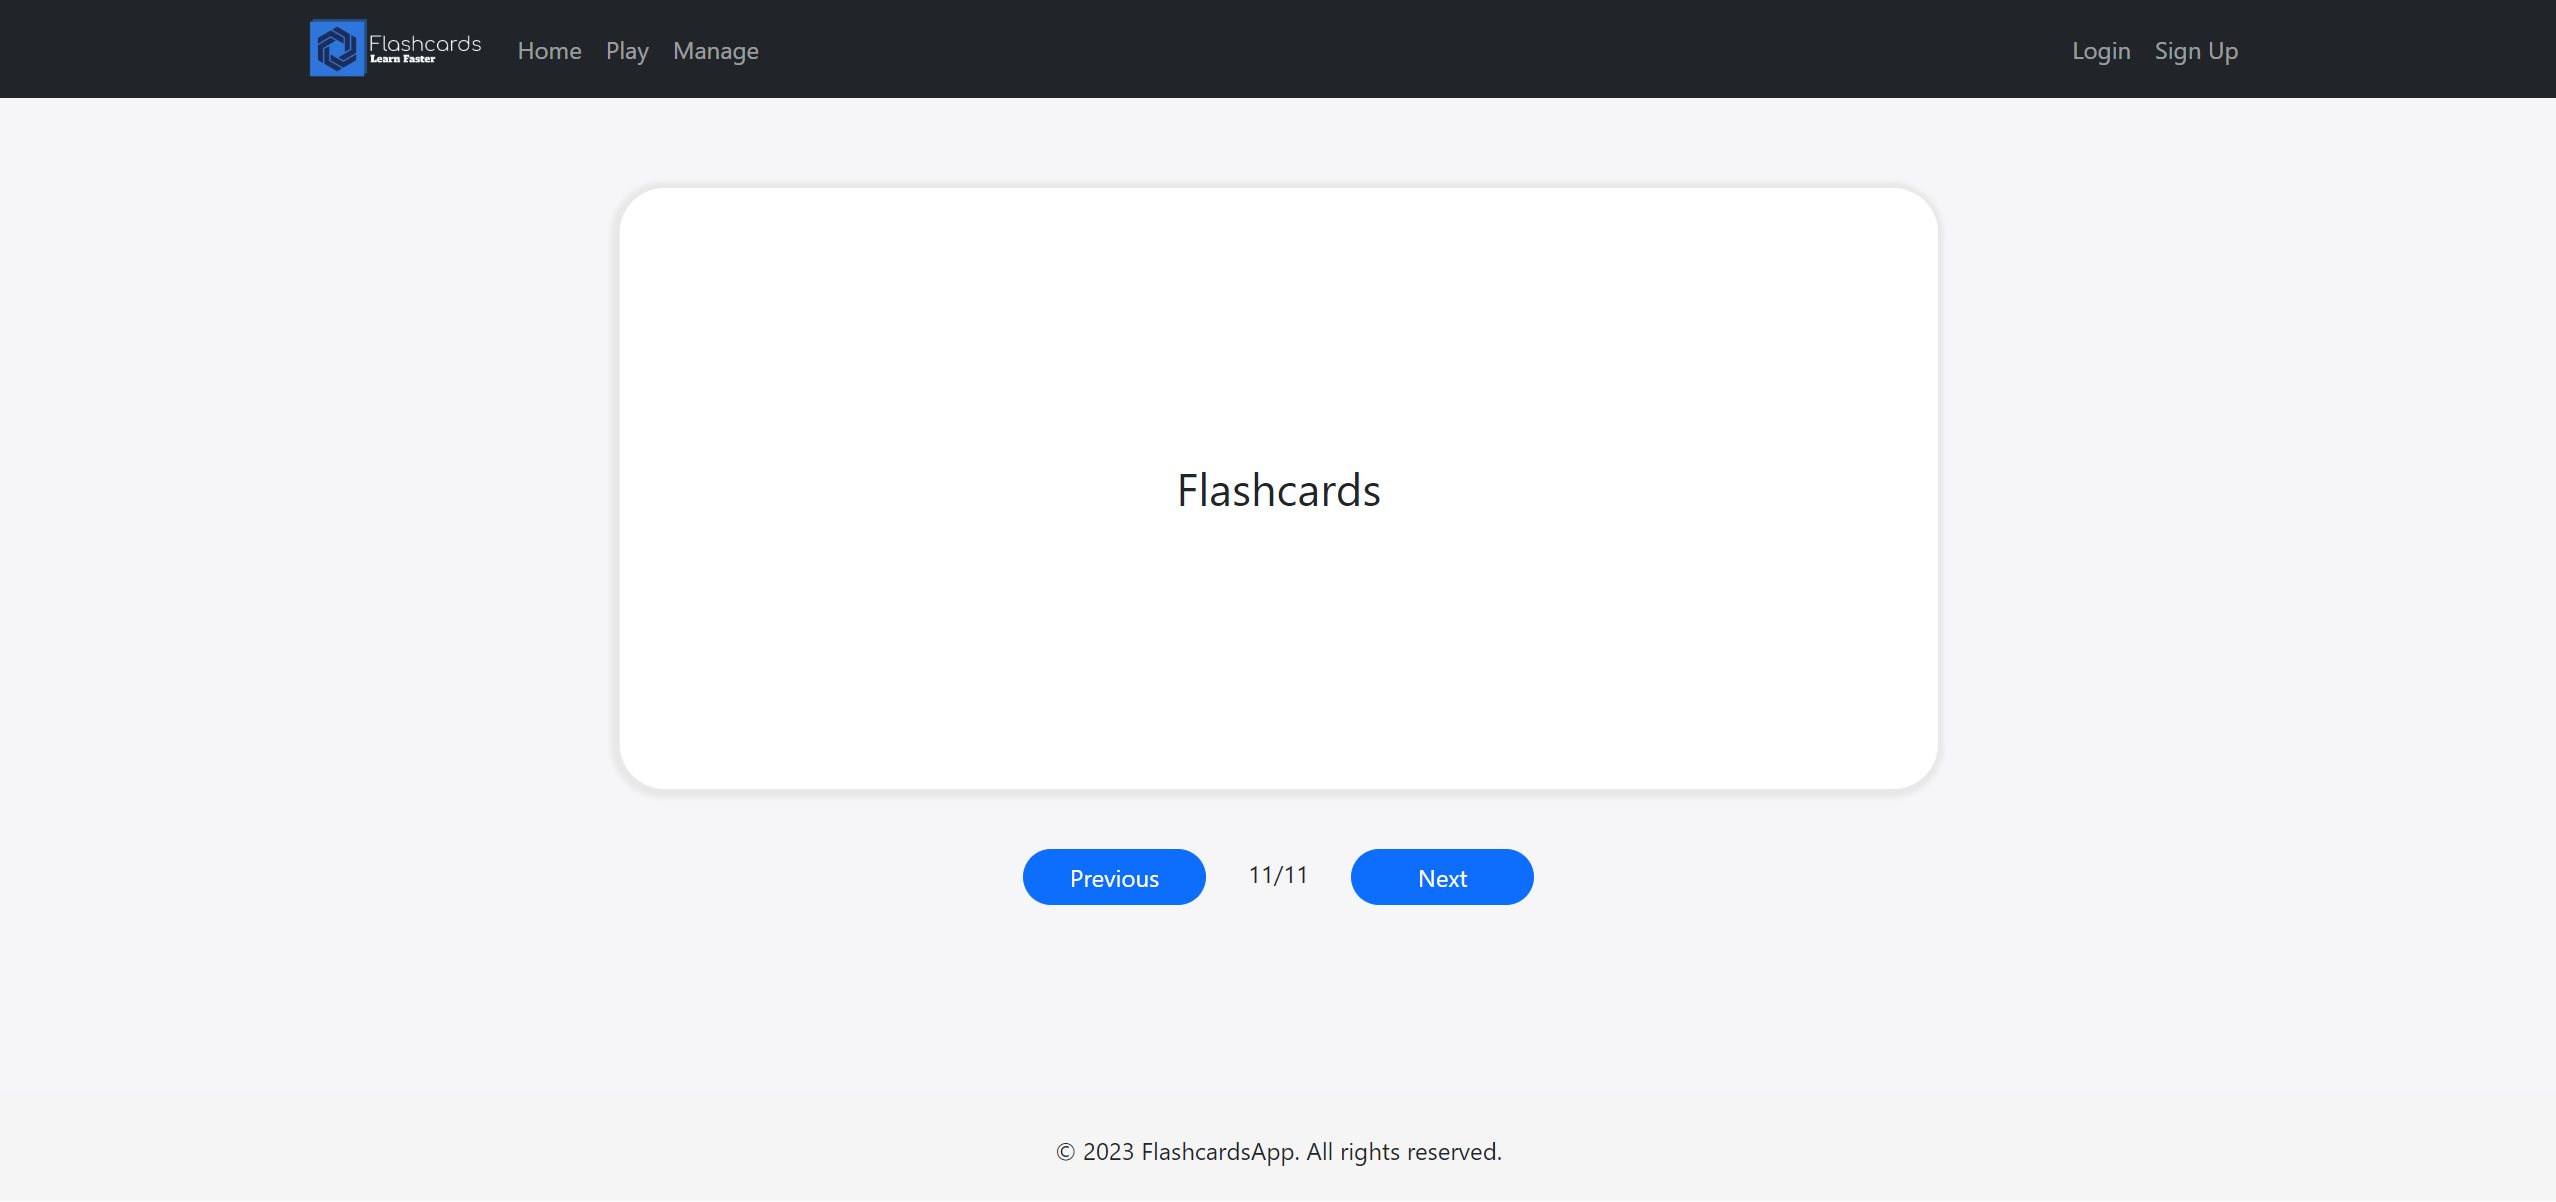 Flashcards
Learn Faster
Home Play Manage
Login Sign Up
Flashcards
Previous 11/11 Next
© 2023 FlashcardsApp. All rights reserved.